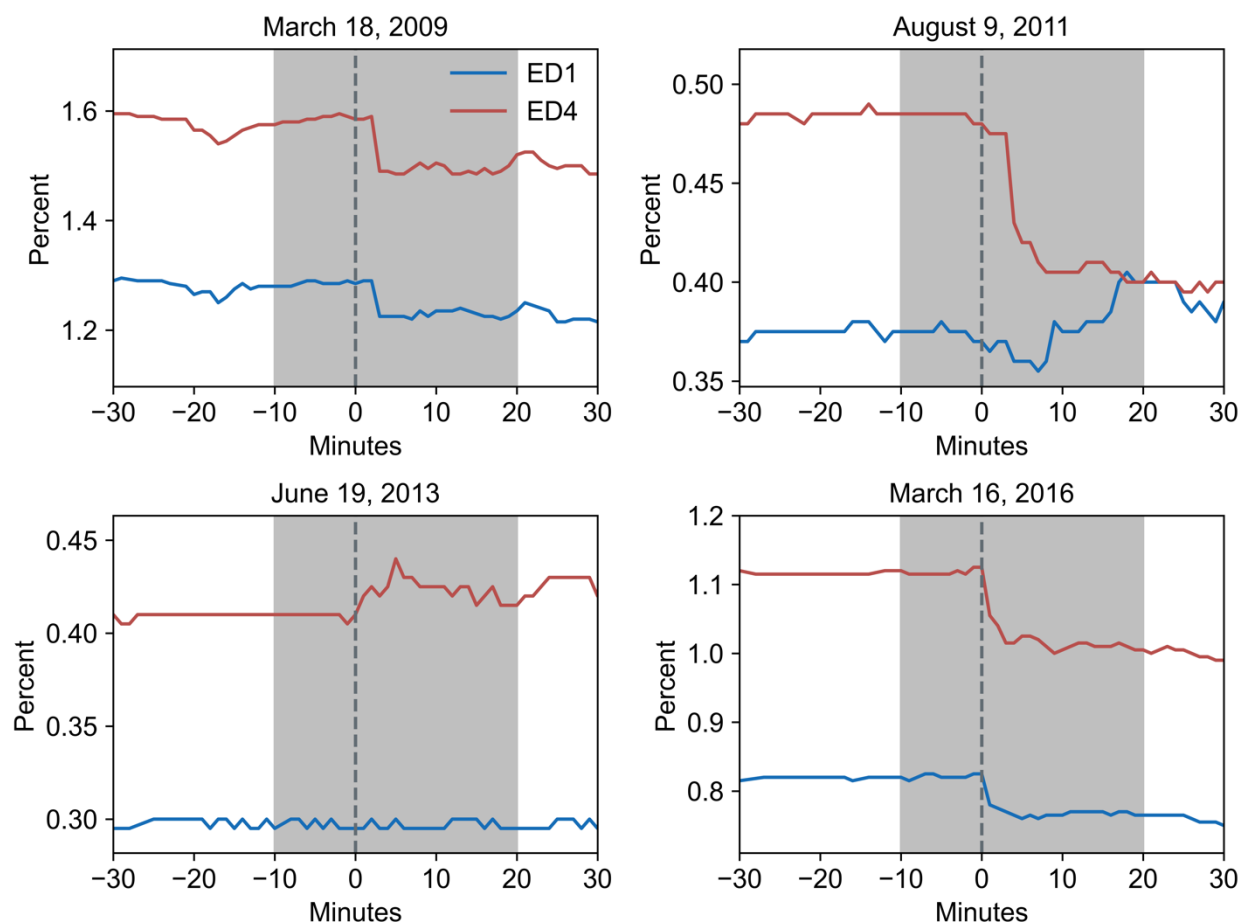 March 18, 2009
ED1
ED4
Percent
1.6
1.4
1.2
−30 −20 −10 0 10 20 30
Minutes
August 9, 2011
Percent
0.50
0.45
0.40
0.35
−30 −20 −10 0 10 20 30
Minutes
June 19, 2013
Percent
0.45
0.40
0.35
0.30
−30 −20 −10 0 10 20 30
Minutes
March 16, 2016
Percent
1.2
1.1
1.0
0.9
0.8
−30 −20 −10 0 10 20 30
Minutes